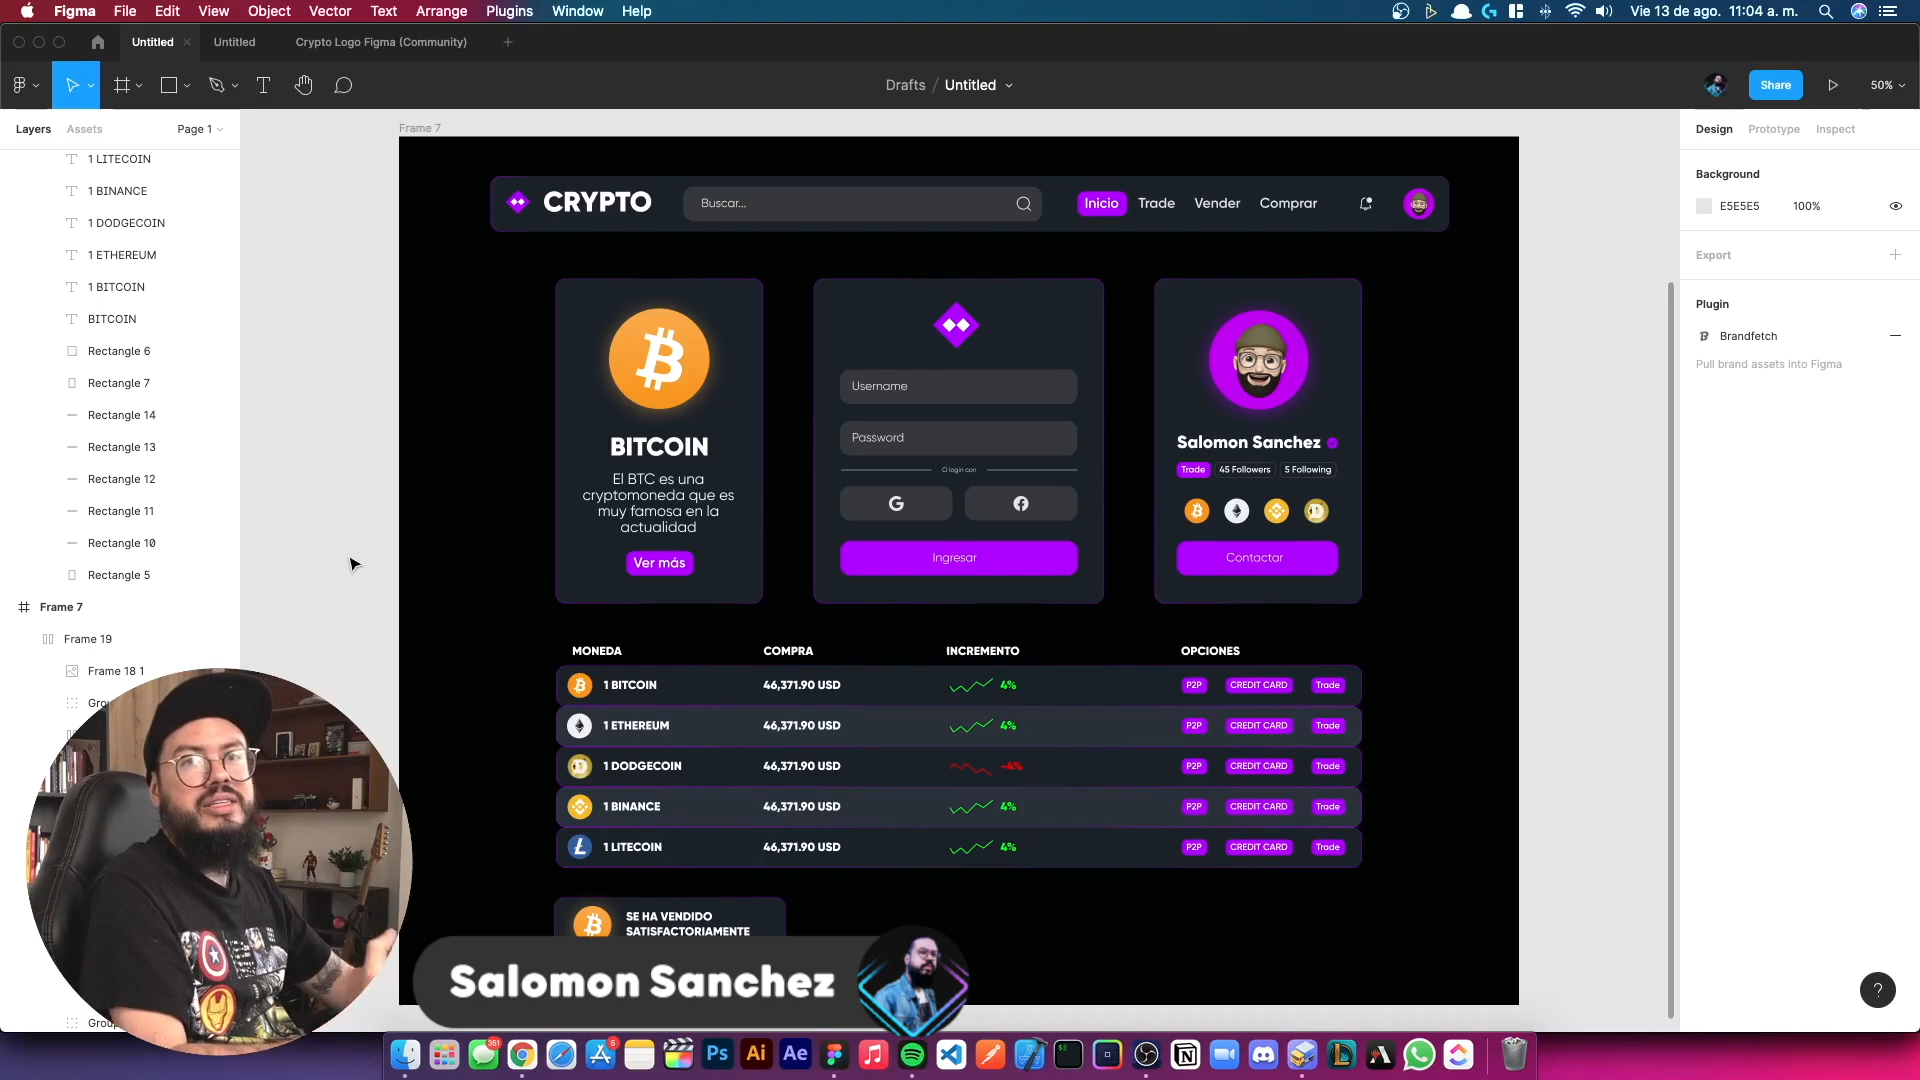 Figma File Edit View Object Vector Text Arrange Plugins Window Help
Vie 13 de ago. 11:04 a. m.
Untitled
Untitled
Crypto Logo Figma (Community)
Drafts / Untitled
Share
50%
Layers
Assets
Page 1
1 LITECOIN
1 BINANCE
1 DODGECOIN
1 ETHEREUM
1 BITCOIN
BITCOIN
Rectangle 6
Rectangle 7
Rectangle 14
Rectangle 13
Rectangle 12
Rectangle 11
Rectangle 10
Rectangle 5
Frame 7
Frame 19
Frame 18 1
Frame 7
CRYPTO
Buscar...
Inicio
Trade
Vender
Comprar
BITCOIN
El BTC es una
cryptomoneda que es
muy famosa en la
actualidad
Ver más
Username
Password
O login con
Ingresar
Salomon Sanchez
Trade
45 Followers
5 Following
Contactar
MONEDA COMPRA INCREMENTO OPCIONES
1 BITCOIN 46,371.90 USD 4% P2P CREDIT CARD Trade
1 ETHEREUM 46,371.90 USD 4% P2P CREDIT CARD Trade
1 DODGECOIN 46,371.90 USD -4% P2P CREDIT CARD Trade
1 BINANCE 46,371.90 USD 4% P2P CREDIT CARD Trade
1 LITECOIN 46,371.90 USD 4% P2P CREDIT CARD Trade
SE HA VENDIDO
SATISFACTORIAMENTE
Salomon Sanchez
Design
Prototype
Inspect
Background
E5E5E5
100%
Export
Plugin
Brandfetch
Pull brand assets into Figma
?
351
5
Ps
Ai
Ae